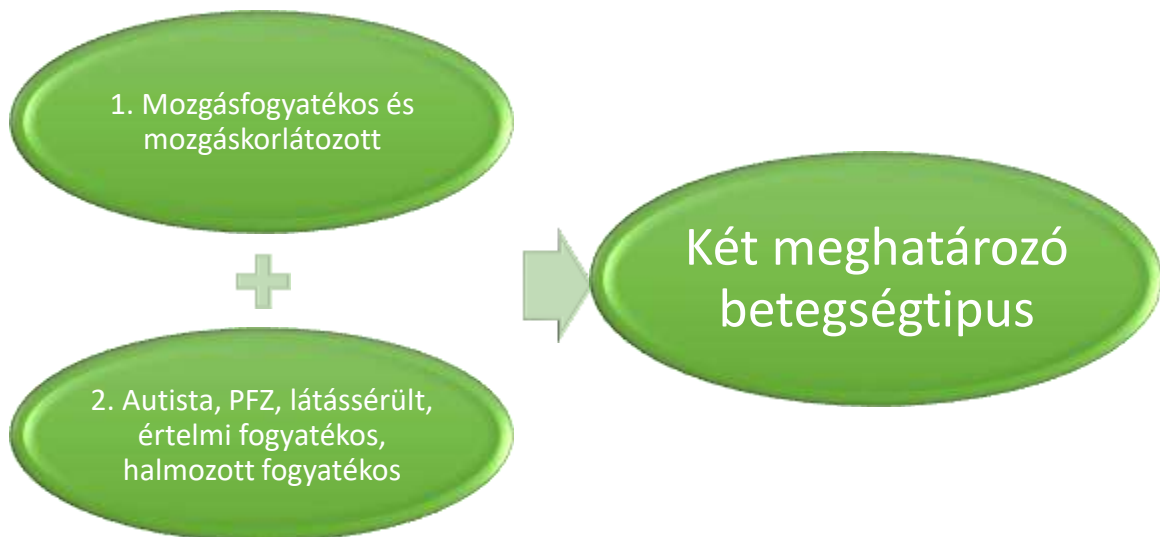 1. Mozgásfogyatékos és
mozgáskorlátozott
2. Autista, PFZ, látássérült,
értelmi fogyatékos,
halmozott fogyatékos
Két meghatározó
betegségtipus